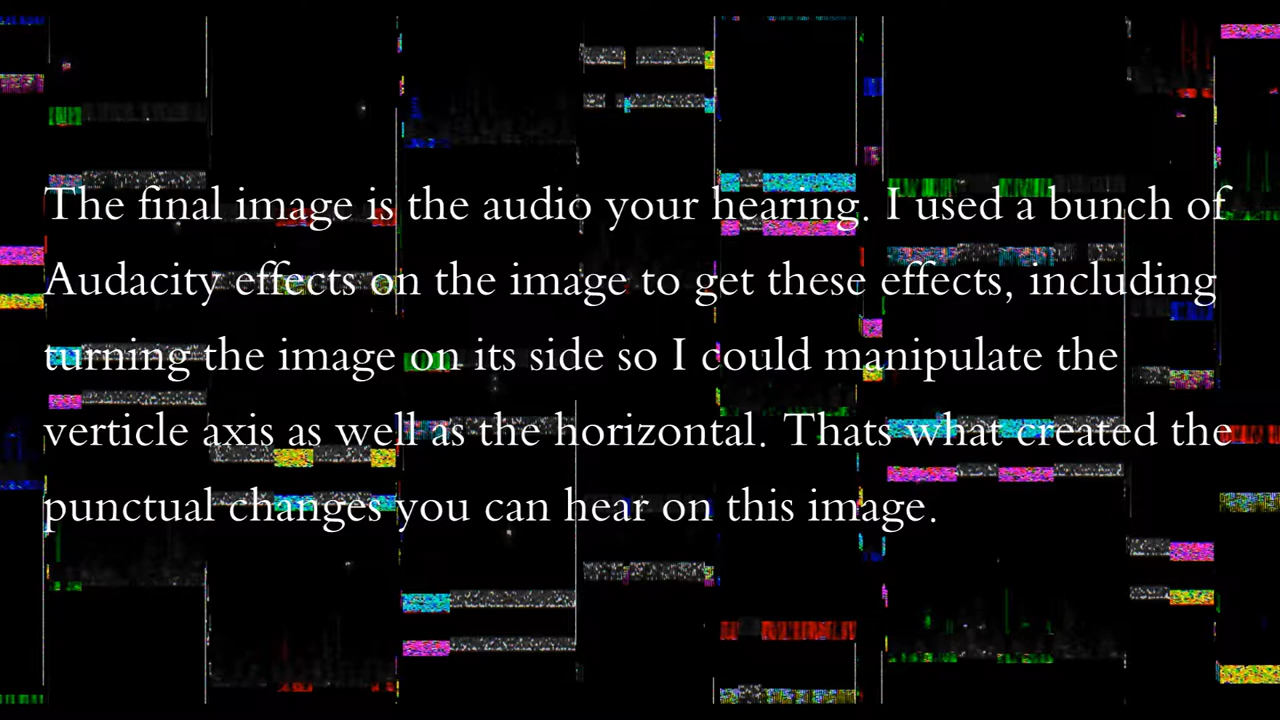 The final image is the audio your hearing. I used a bunch of
Audacity effects on the image to get these effects, including
turning the image on its side so I could manipulate the
verticle axis as well as the horizontal. Thats what created the
punctual changes you can hear on this image.